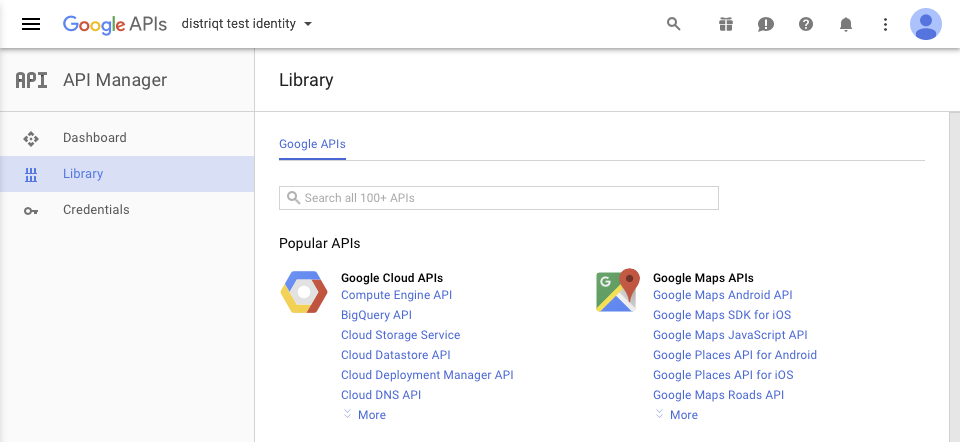 Google APIs distriqt test identity
API API Manager
Library
Dashboard
Library
Credentials
Google APIs
Search all 100+ APIs
Popular APIs
Google Cloud APIs
Compute Engine API
BigQuery API
Cloud Storage Service
Cloud Datastore API
Cloud Deployment Manager API
Cloud DNS API
More
G
Google Maps APIs
Google Maps Android API
Google Maps SDK for iOS
Google Maps JavaScript API
Google Places API for Android
Google Places API for iOS
Google Maps Roads API
More